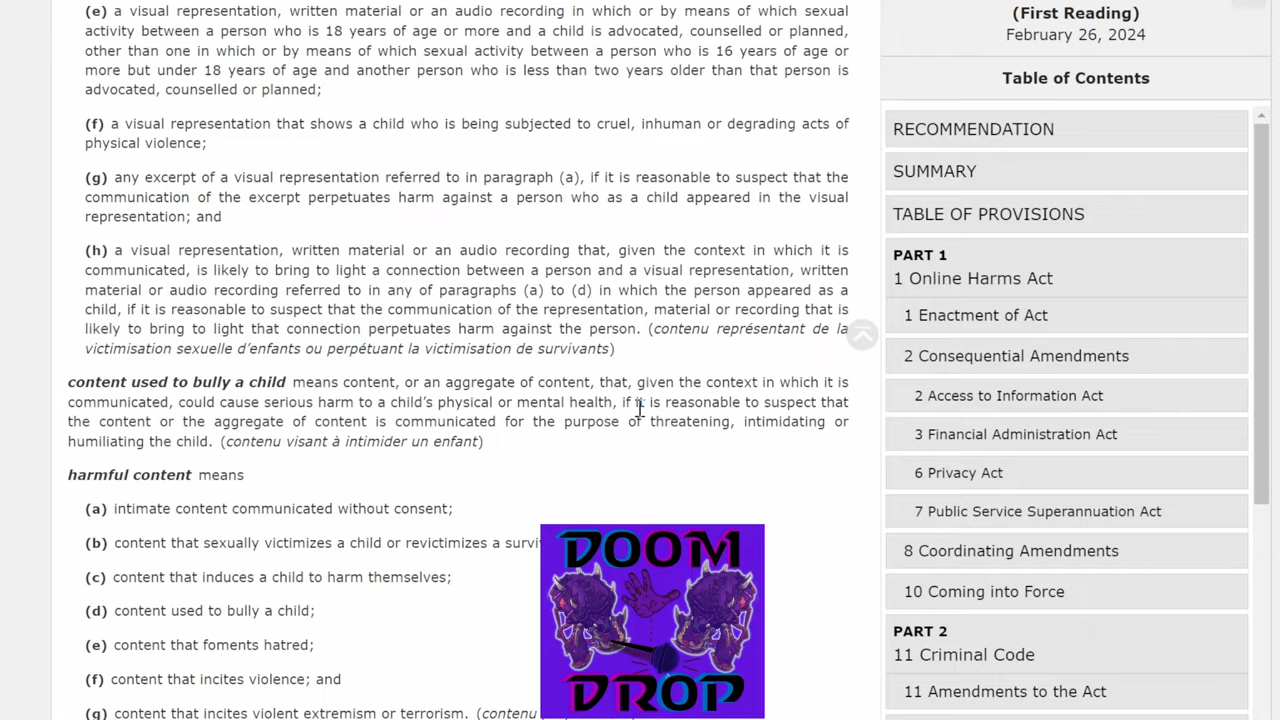 (e) a visual representation, written material or an audio recording in which or by means of which sexual
activity between a person who is 18 years of age or more and a child is advocated, counselled or planned,
other than one in which or by means of which sexual activity between a person who is 16 years of age or
more but under 18 years of age and another person who is less than two years older than that person is
advocated, counselled or planned;
(f) a visual representation that shows a child who is being subjected to cruel, inhuman or degrading acts of
physical violence;
(g) any excerpt of a visual representation referred to in paragraph (a), if it is reasonable to suspect that the
communication of the excerpt perpetuates harm against a person who as a child appeared in the visual
representation; and
(h) a visual representation, written material or an audio recording that, given the context in which it is
communicated, is likely to bring to light a connection between a person and a visual representation, written
material or audio recording referred to in any of paragraphs (a) to (d) in which the person appeared as a
child, if it is reasonable to suspect that the communication of the representation, material or recording that is
likely to bring to light that connection perpetuates harm against the person. (contenu représentant de la
victimisation sexuelle d’enfants ou perpétuant la victimisation de survivants)
content used to bully a child means content, or an aggregate of content, that, given the context in which it is
communicated, could cause serious harm to a child’s physical or mental health, if it is reasonable to suspect that
the content or the aggregate of content is communicated for the purpose of threatening, intimidating or
humiliating the child. (contenu visant à intimider un enfant)
harmful content means
(a) intimate content communicated without consent;
(b) content that sexually victimizes a child or revictimizes a
(c) content that induces a child to harm themselves;
(d) content used to bully a child;
(e) content that foments hatred;
(f) content that incites violence; and
(g) content that incites violent extremism or terrorism. (contenu
DOOM
DROP
(First Reading)
February 26, 2024
Table of Contents
RECOMMENDATION
SUMMARY
TABLE OF PROVISIONS
PART 1
1 Online Harms Act
1 Enactment of Act
2 Consequential Amendments
2 Access to Information Act
3 Financial Administration Act
6 Privacy Act
7 Public Service Superannuation Act
8 Coordinating Amendments
10 Coming into Force
PART 2
11 Criminal Code
11 Amendments to the Act